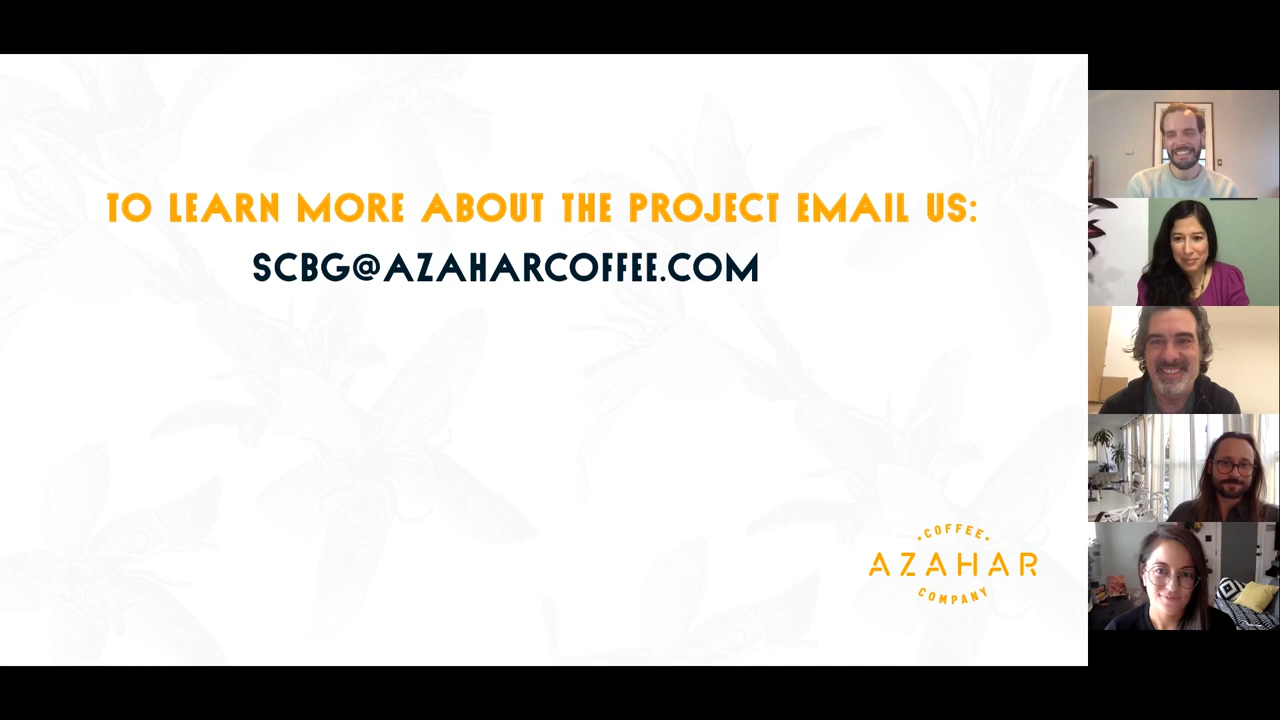 TO LEARN MORE ABOUT THE PROJECT EMAIL US:
SCBG@AZAHARCOFFEE.COM
·COFFEE·
AZAHAR
COMPANY